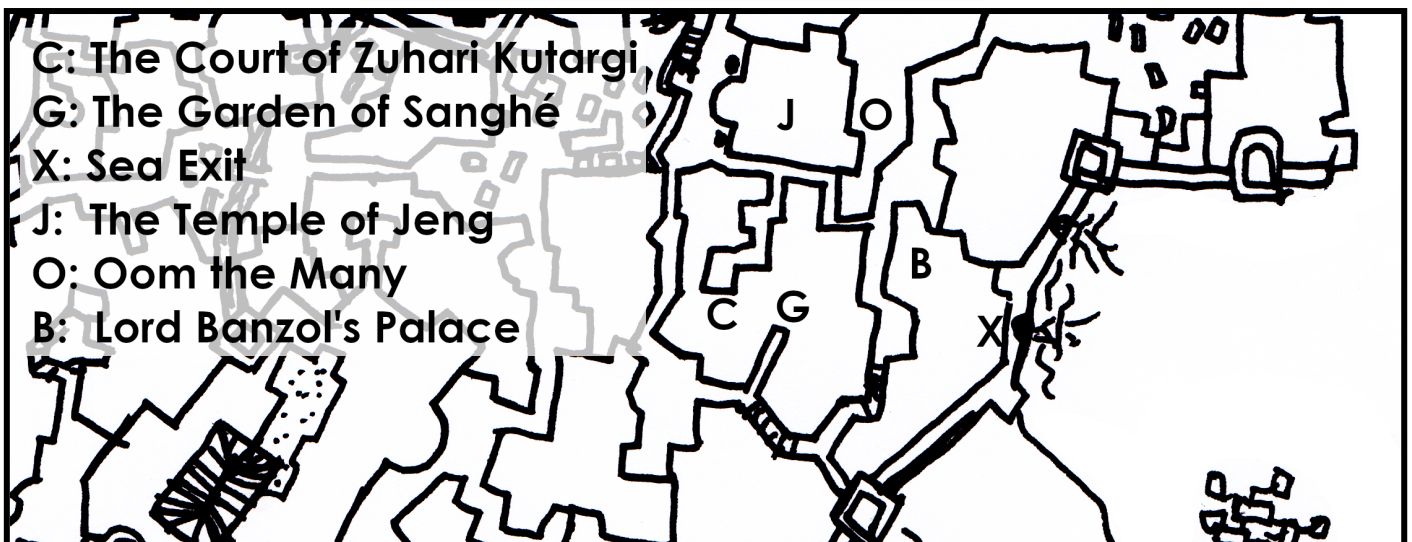 C: The Court of Zuhari Kutargi
G: The Garden of Sanghé
X: Sea Exit
J: The Temple of Jeng
O: Oom the Many
B: Lord Banzol's Palace
J O
B
C G
X